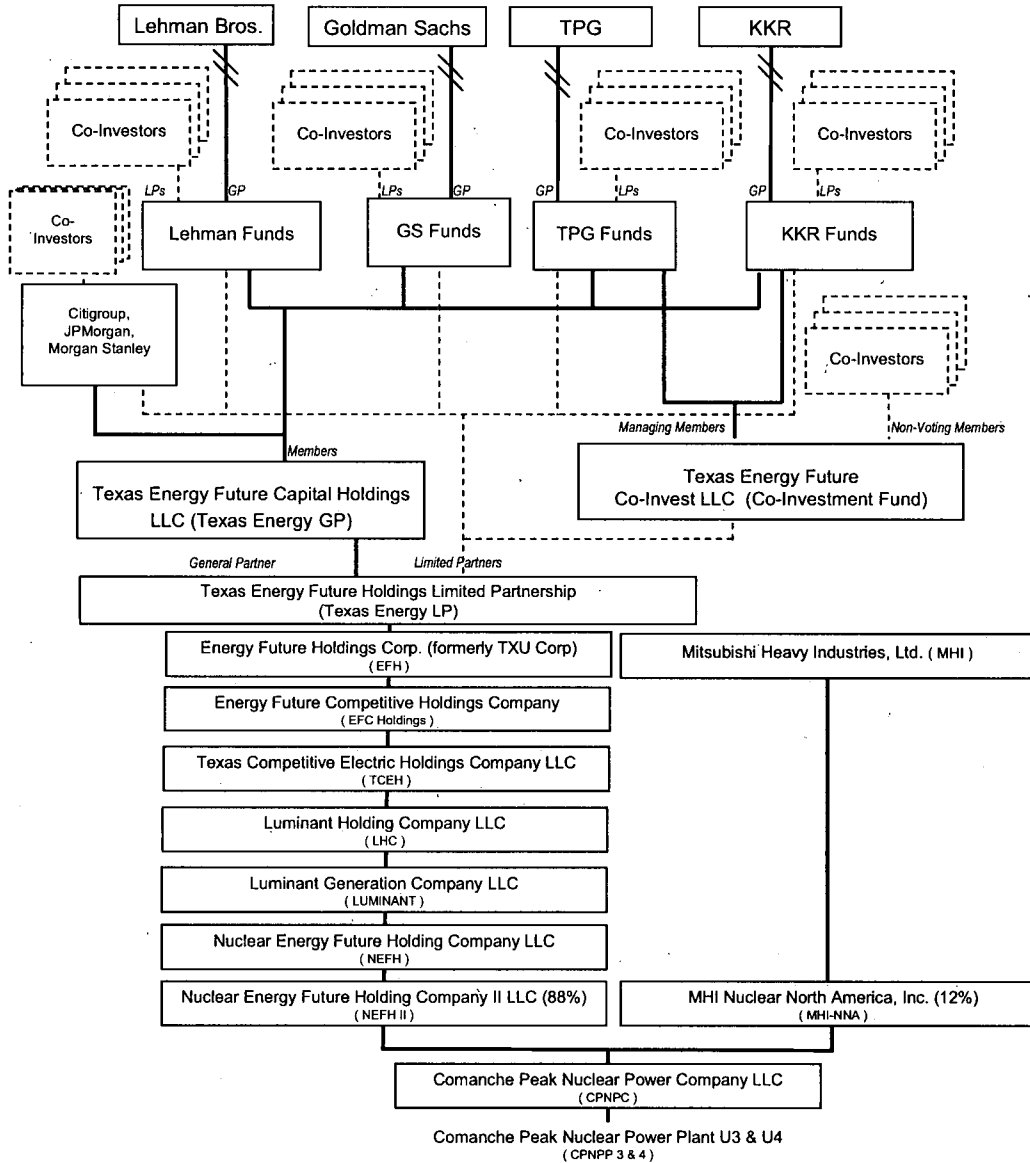 Lehman Bros.
Goldman Sachs
TPG
KKR
Co-Investors
Co-Investors
Co-Investors
Co-Investors
LPs
GP
LPs
GP
GP
LPs
GP
LPs
Co-
Investors
Lehman Funds
GS Funds
TPG Funds
KKR Funds
Citigroup,
JPMorgan,
Morgan Stanley
Co-Investors
Managing Members
Non-Voting Members
Members
Texas Energy Future Capital Holdings
LLC (Texas Energy GP)
Texas Energy Future
Co-Invest LLC (Co-Investment Fund)
General Partner
Limited Partners
Texas Energy Future Holdings Limited Partnership
(Texas Energy LP)
Energy Future Holdings Corp. (formerly TXU Corp)
( EFH )
Mitsubishi Heavy Industries, Ltd. ( MHI )
Energy Future Competitive Holdings Company
( EFC Holdings )
Texas Competitive Electric Holdings Company LLC
( TCEH )
Luminant Holding Company LLC
( LHC )
Luminant Generation Company LLC
( LUMINANT )
Nuclear Energy Future Holding Company LLC
( NEFH )
Nuclear Energy Future Holding Company II LLC (88%)
( NEFH II )
MHI Nuclear North America, Inc. (12%)
( MHI-NNA )
Comanche Peak Nuclear Power Company LLC
( CPNPC )
Comanche Peak Nuclear Power Plant U3 & U4
( CPNPP 3 & 4 )